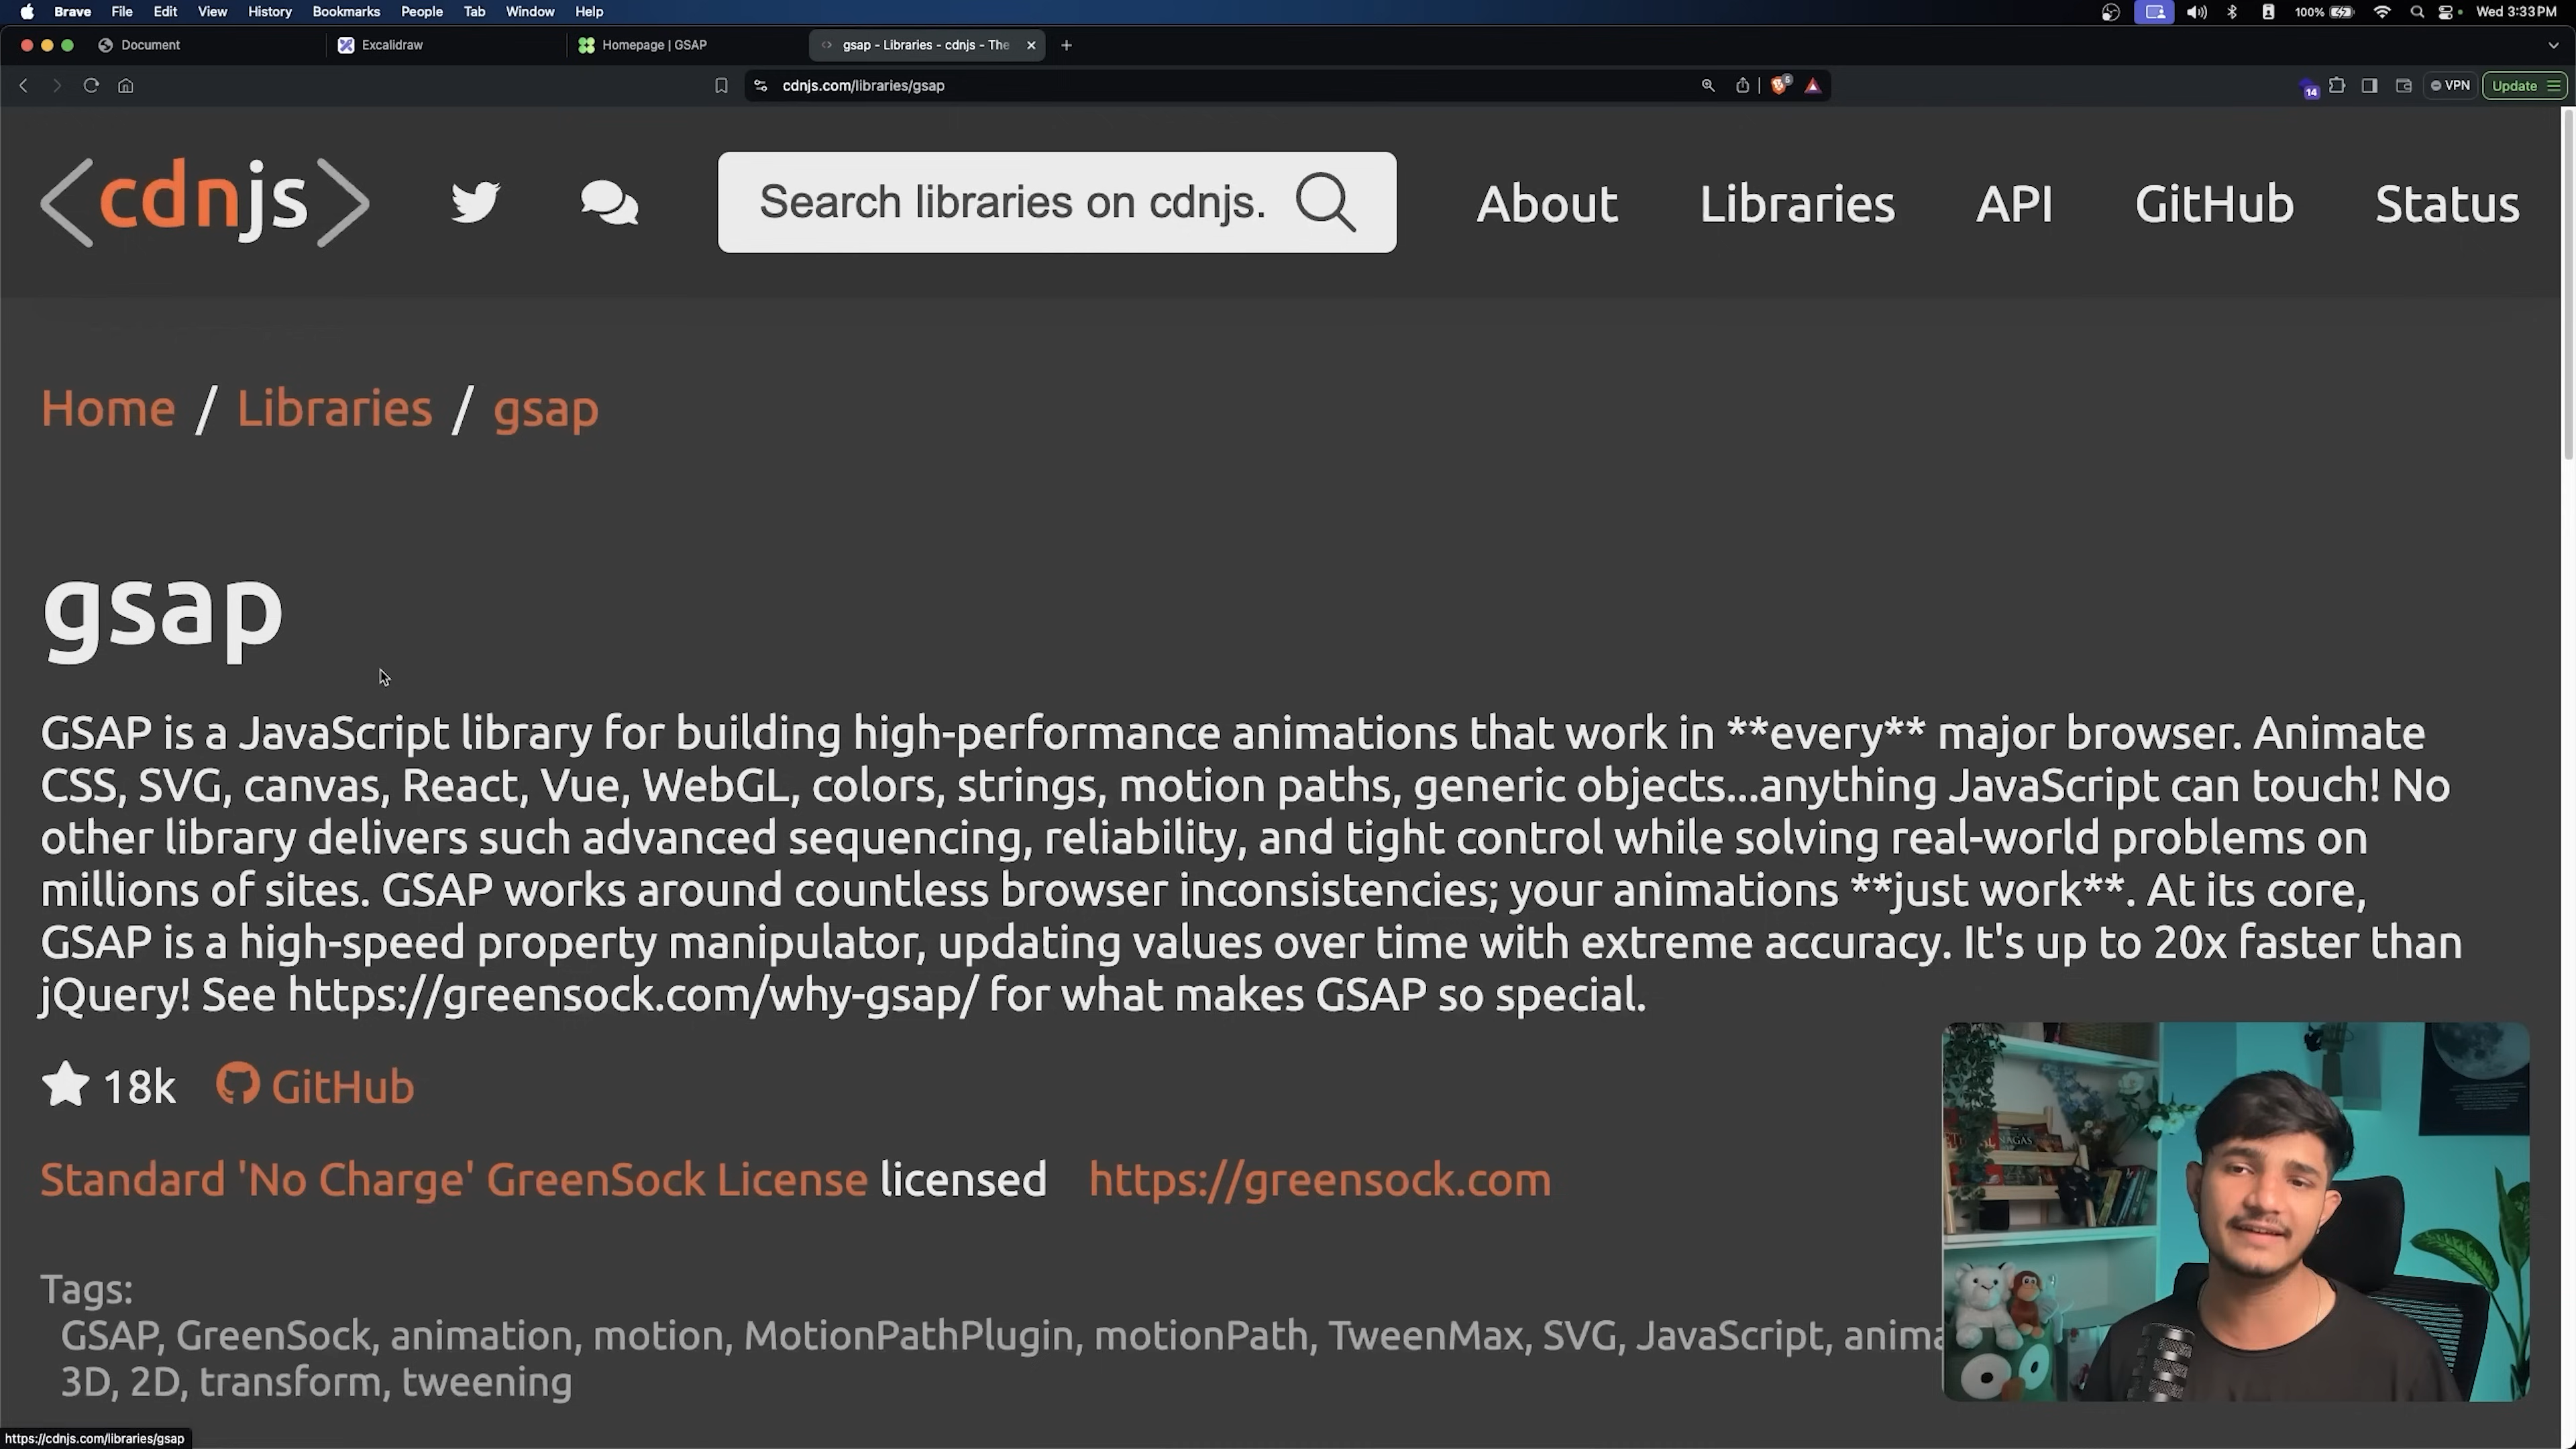 Brave File Edit View History Bookmarks People Tab Window Help 100% Wed 3:33 PM
Document Excalidraw Homepage | GSAP gsap - Libraries - cdnjs - The
cdnjs.com/libraries/gsap 5 14 VPN Update
<cdnjs> Search libraries on cdnjs. About Libraries API GitHub Status
Home / Libraries / gsap
gsap
GSAP is a JavaScript library for building high-performance animations that work in **every** major browser. Animate
CSS, SVG, canvas, React, Vue, WebGL, colors, strings, motion paths, generic objects...anything JavaScript can touch! No
other library delivers such advanced sequencing, reliability, and tight control while solving real-world problems on
millions of sites. GSAP works around countless browser inconsistencies; your animations **just work**. At its core,
GSAP is a high-speed property manipulator, updating values over time with extreme accuracy. It's up to 20x faster than
jQuery! See https://greensock.com/why-gsap/ for what makes GSAP so special.
18k GitHub
Standard 'No Charge' GreenSock License licensed https://greensock.com
Tags:
GSAP, GreenSock, animation, motion, MotionPathPlugin, motionPath, TweenMax, SVG, JavaScript, anima
3D, 2D, transform, tweening
NAGAS
https://cdnjs.com/libraries/gsap